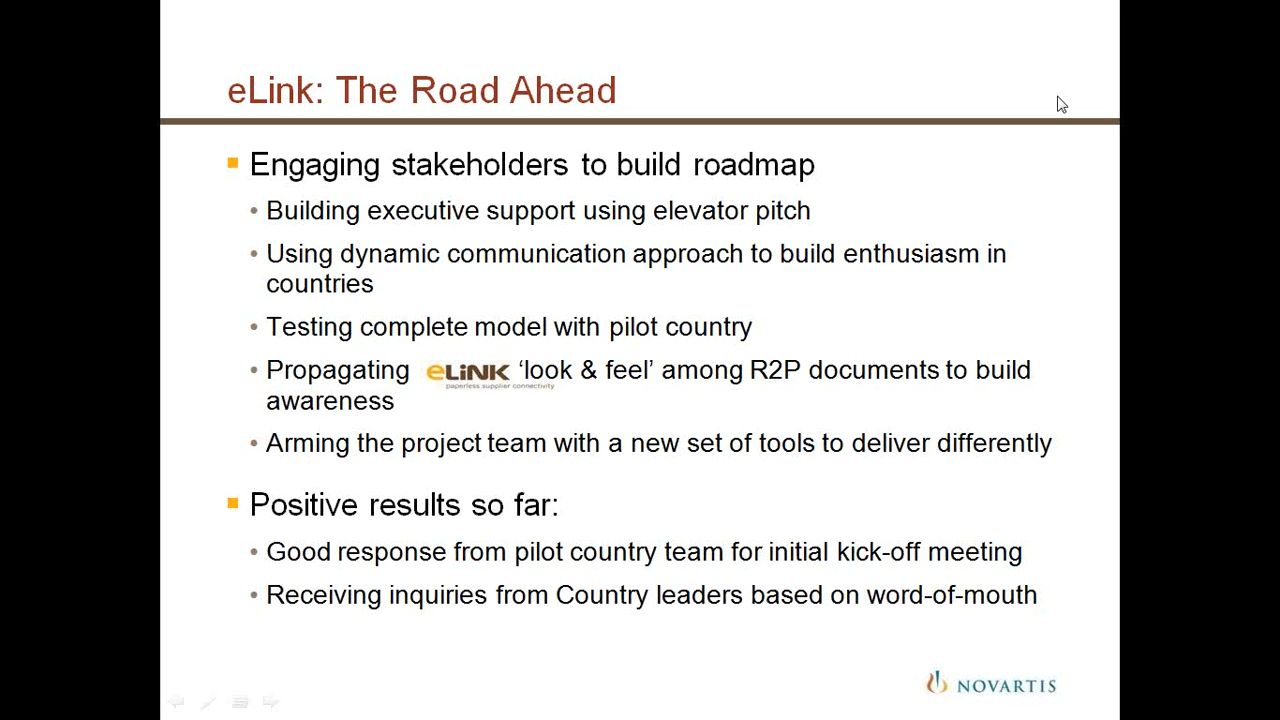 eLink: The Road Ahead
Engaging stakeholders to build roadmap
Building executive support using elevator pitch
Using dynamic communication approach to build enthusiasm in
countries
Testing complete model with pilot country
Propagating eLiNK ‘look & feel’ among R2P documents to build
paperless supplier connectivity
awareness
Arming the project team with a new set of tools to deliver differently
Positive results so far:
Good response from pilot country team for initial kick-off meeting
Receiving inquiries from Country leaders based on word-of-mouth
NOVARTIS